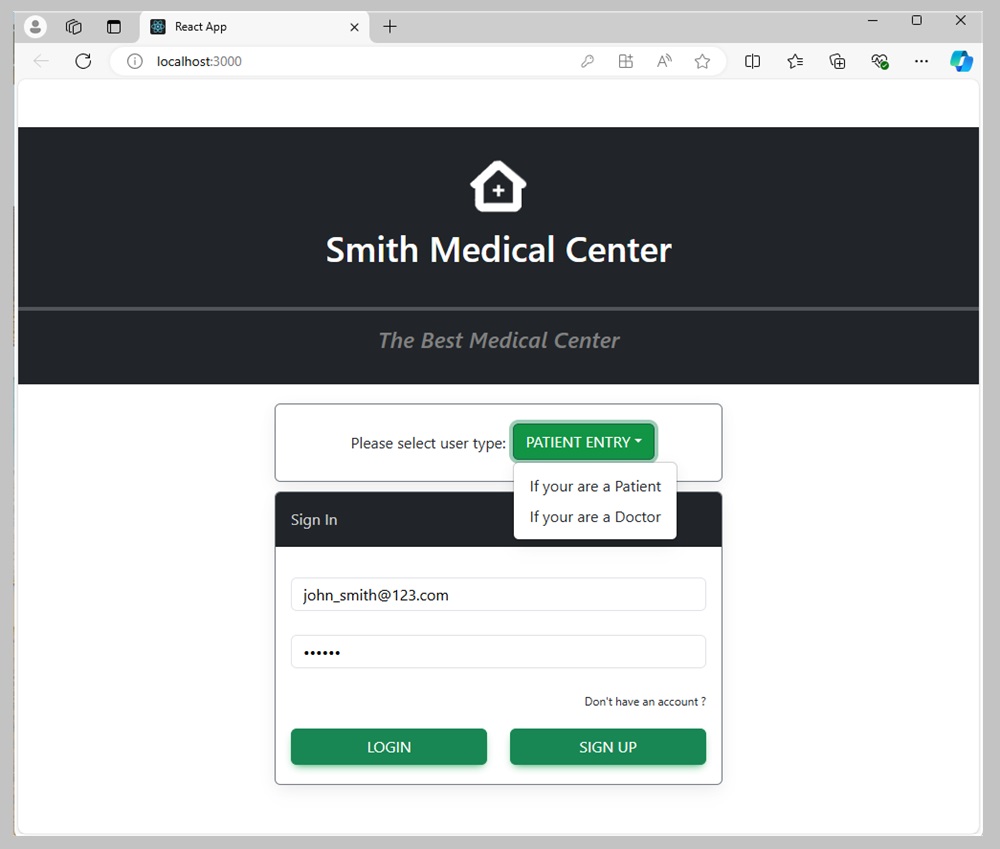 React App
localhost:3000
Smith Medical Center
The Best Medical Center
Please select user type: PATIENT ENTRY
If your are a Patient
If your are a Doctor
Sign In
john_smith@123.com
••••••
Don't have an account ?
LOGIN SIGN UP